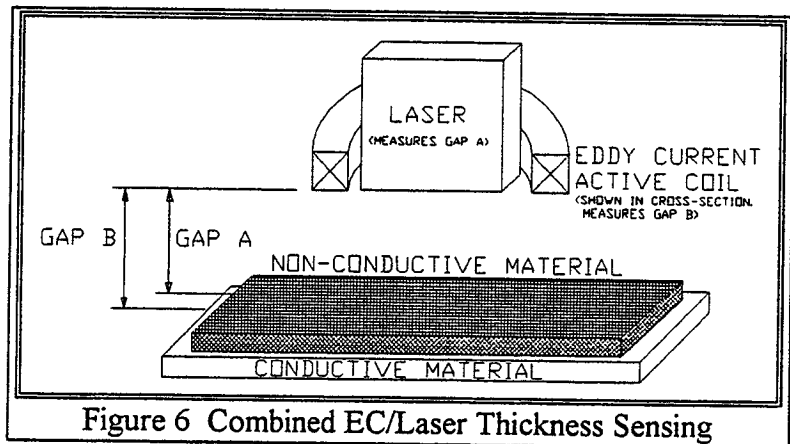 LASER
(MEASURES GAP A)
EDDY CURRENT
ACTIVE COIL
(SHOWN IN CROSS-SECTION.
MEASURES GAP B)
GAP B
GAP A
NON-CONDUCTIVE MATERIAL
CONDUCTIVE MATERIAL
Figure 6 Combined EC/Laser Thickness Sensing